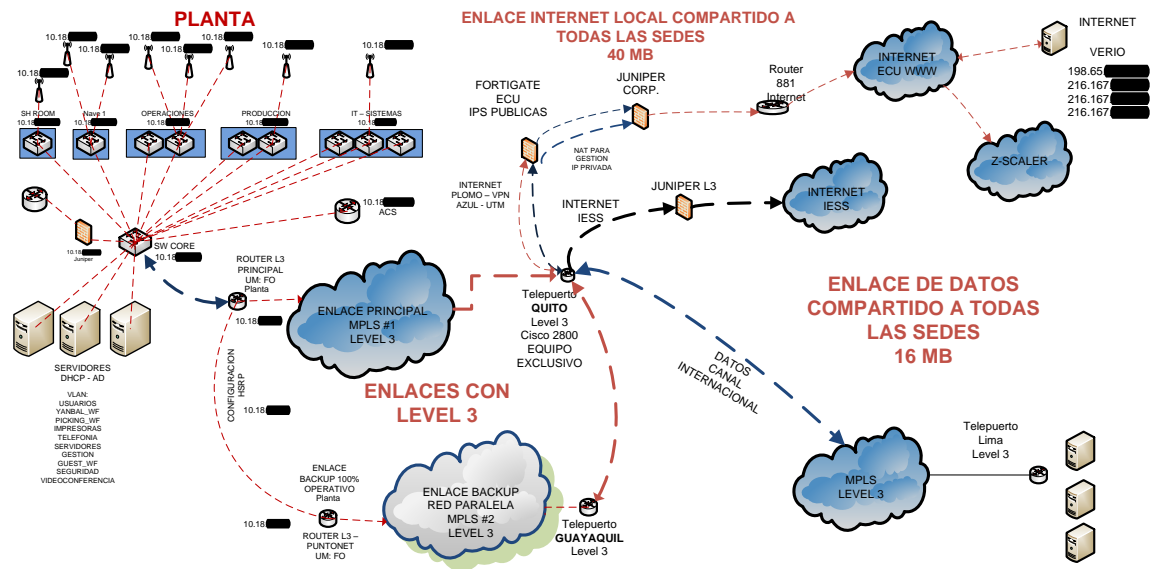 PLANTA
10.18.
10.18.
10.18.
10.18.
10.18.
10.18.
10.18.
SH ROOM
10.18.
Nave 1
10.18.
OPERACIONES
10.18.
PRODUCCION
10.18.
IT – SISTEMAS
10.18.
10.18.
Juniper
SW CORE
10.18.
10.18.
ACS
SERVIDORES
DHCP - AD
VLAN:
USUARIOS
YANBAL_WF
PICKING_WF
IMPRESORAS
TELEFONIA
SERVIDORES
GESTION
GUEST_WF
SEGURIDAD
VIDEOCONFERENCIA
ROUTER L3
PRINCIPAL
UM: FO
Planta
10.18.
CONFIGURACION
HSRP
10.18.
ENLACE PRINCIPAL
MPLS #1
LEVEL 3
ENLACES CON
LEVEL 3
ENLACE
BACKUP 100%
OPERATIVO
Planta
10.18.
ROUTER L3 –
PUNTONET
UM: FO
ENLACE BACKUP
RED PARALELA
MPLS #2
LEVEL 3
Telepuerto
GUAYAQUIL
Level 3
ENLACE INTERNET LOCAL COMPARTIDO A
TODAS LAS SEDES
40 MB
FORTIGATE
ECU
IPS PUBLICAS
JUNIPER
CORP.
NAT PARA
GESTION
IP PRIVADA
INTERNET
PLOMO – VPN
AZUL - UTM
Router
881
Internet
INTERNET
ECU WWW
INTERNET
VERIO
198.65
216.167
216.167
216.167
Z-SCALER
INTERNET
IESS
JUNIPER L3
INTERNET
IESS
Telepuerto
QUITO
Level 3
Cisco 2800
EQUIPO
EXCLUSIVO
ENLACE DE DATOS
COMPARTIDO A TODAS
LAS SEDES
16 MB
DATOS
CANAL
INTERNACIONAL
MPLS
LEVEL 3
Telepuerto
Lima
Level 3